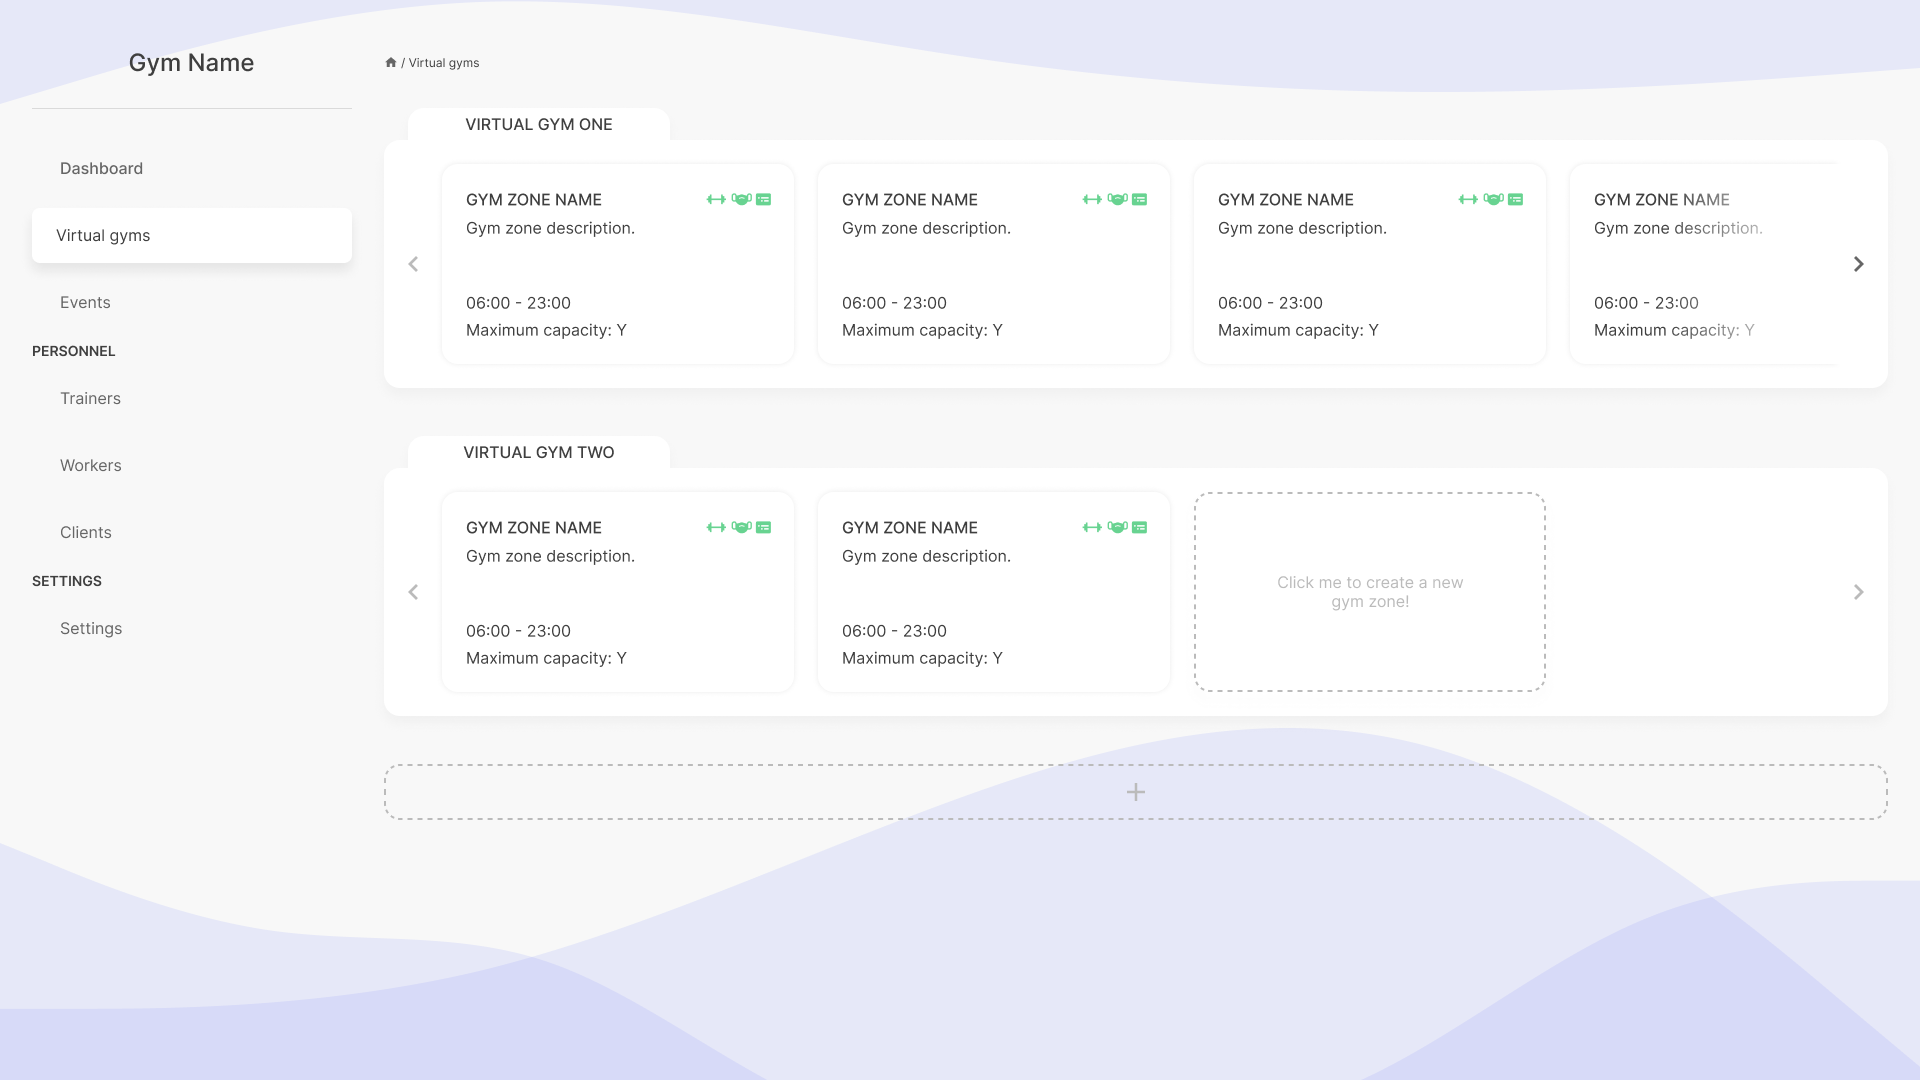 Gym Name
/ Virtual gyms
Dashboard
Virtual gyms
Events
PERSONNEL
Trainers
Workers
Clients
SETTINGS
Settings
VIRTUAL GYM ONE
GYM ZONE NAME
Gym zone description.
06:00 - 23:00
Maximum capacity: Y
GYM ZONE NAME
Gym zone description.
06:00 - 23:00
Maximum capacity: Y
GYM ZONE NAME
Gym zone description.
06:00 - 23:00
Maximum capacity: Y
GYM ZONE NAME
Gym zone description.
06:00 - 23:00
Maximum capacity: Y
VIRTUAL GYM TWO
GYM ZONE NAME
Gym zone description.
06:00 - 23:00
Maximum capacity: Y
GYM ZONE NAME
Gym zone description.
06:00 - 23:00
Maximum capacity: Y
Click me to create a new
gym zone!